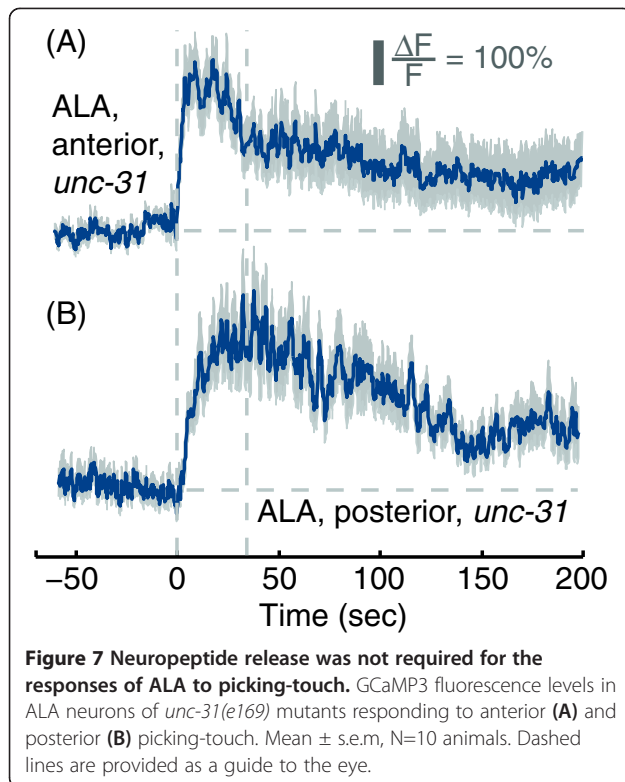 (A)
ΔF/F = 100%
ALA,
anterior,
unc-31
(B)
ALA, posterior, unc-31
−50 0 50 100 150 200
Time (sec)
Figure 7 Neuropeptide release was not required for the
responses of ALA to picking-touch. GCaMP3 fluorescence levels in
ALA neurons of unc-31(e169) mutants responding to anterior (A) and
posterior (B) picking-touch. Mean ± s.e.m, N=10 animals. Dashed
lines are provided as a guide to the eye.